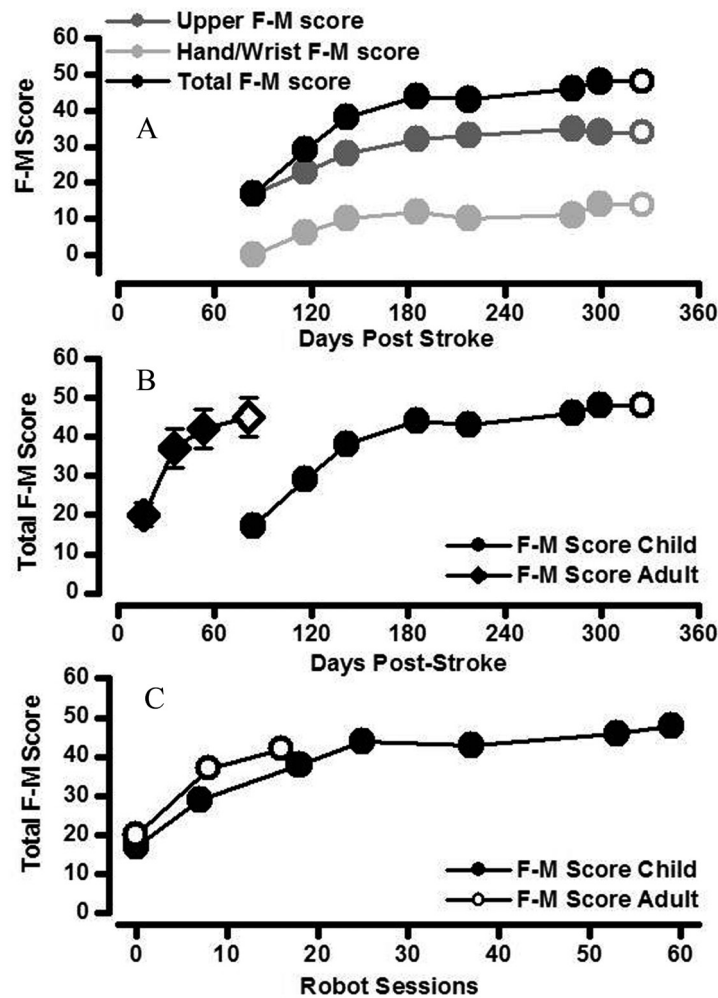 Upper F-M score
Hand/Wrist F-M score
Total F-M score
A
F-M Score
60
50
40
30
20
10
0
0 60 120 180 240 300 360
Days Post Stroke
B
Total F-M Score
60
50
40
30
20
10
0
F-M Score Child
F-M Score Adult
0 60 120 180 240 300 360
Days Post-Stroke
C
Total F-M Score
60
50
40
30
20
10
0
F-M Score Child
F-M Score Adult
0 10 20 30 40 50 60
Robot Sessions